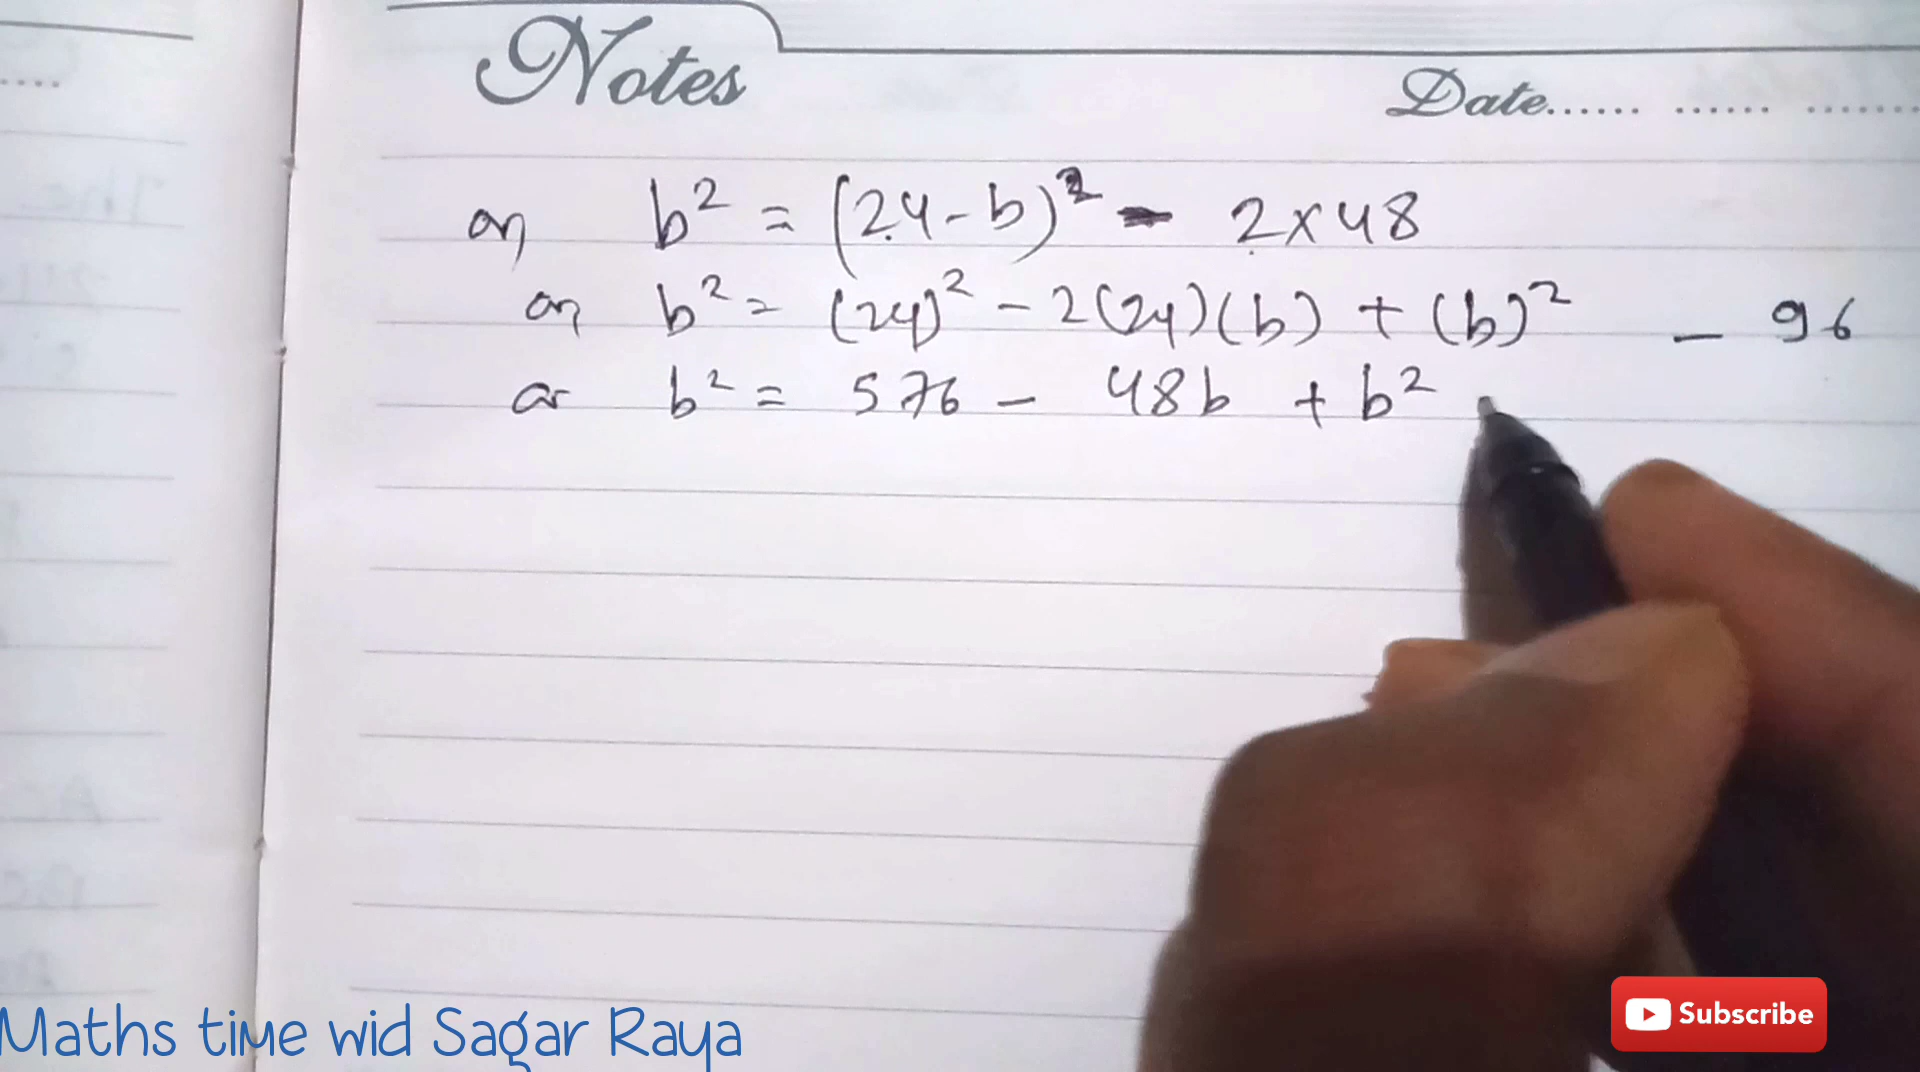 Notes
Date...... ...... .......
or b² = (24-b)² - 2×48
or b² = (24)² - 2(24)(b) + (b)² - 96
or b² = 576 - 48b + b²
Maths time wid Sagar Raya
Subscribe